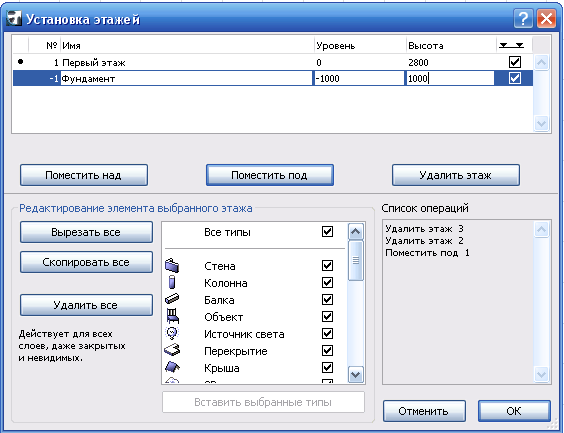 Установка этажей
№ Имя Уровень Высота
1 Первый этаж 0 2800
-1 Фундамент -1000 1000
Поместить над Поместить под Удалить этаж
Редактирование элемента выбранного этажа
Вырезать все
Скопировать все
Удалить все
Действует для всех
слоев, даже закрытых
и невидимых.
Все типы
Стена
Колонна
Балка
Объект
Источник света
Перекрытие
Крыша
Вставить выбранные типы
Список операций
Удалить этаж 3
Удалить этаж 2
Поместить под 1
Отменить OK